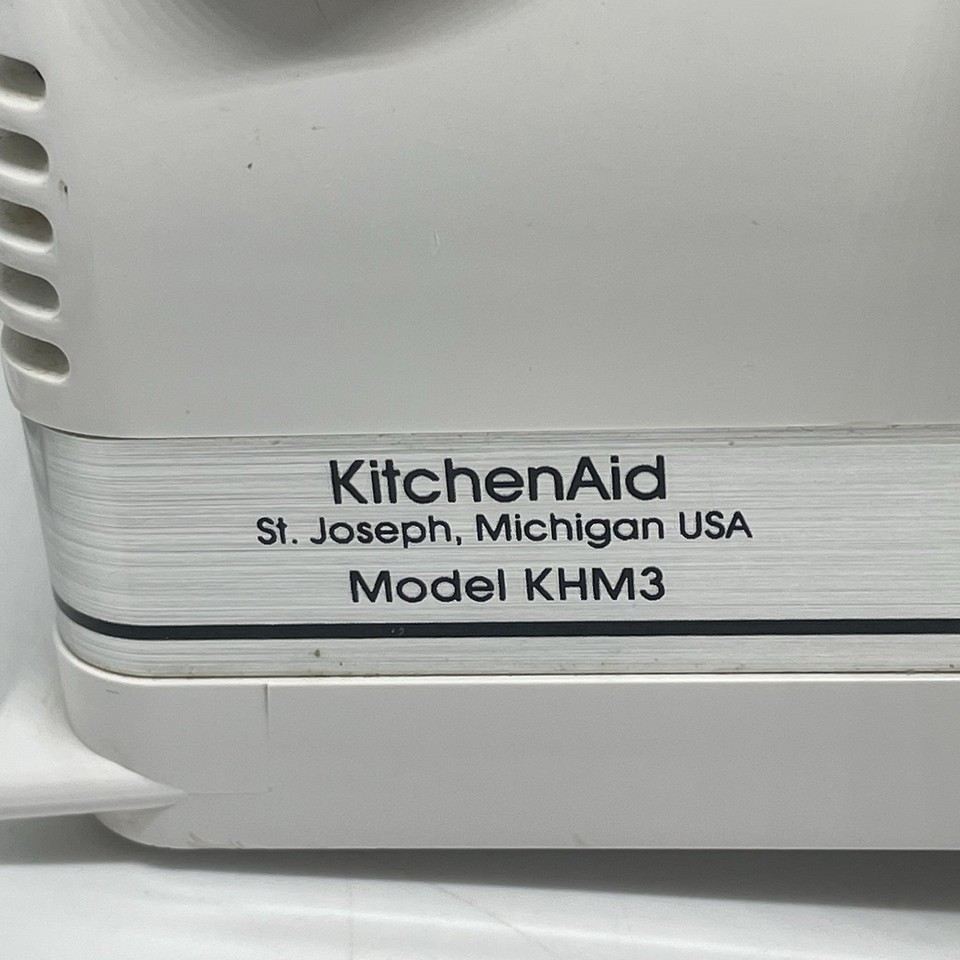 KitchenAid
St. Joseph, Michigan USA
Model KHM3